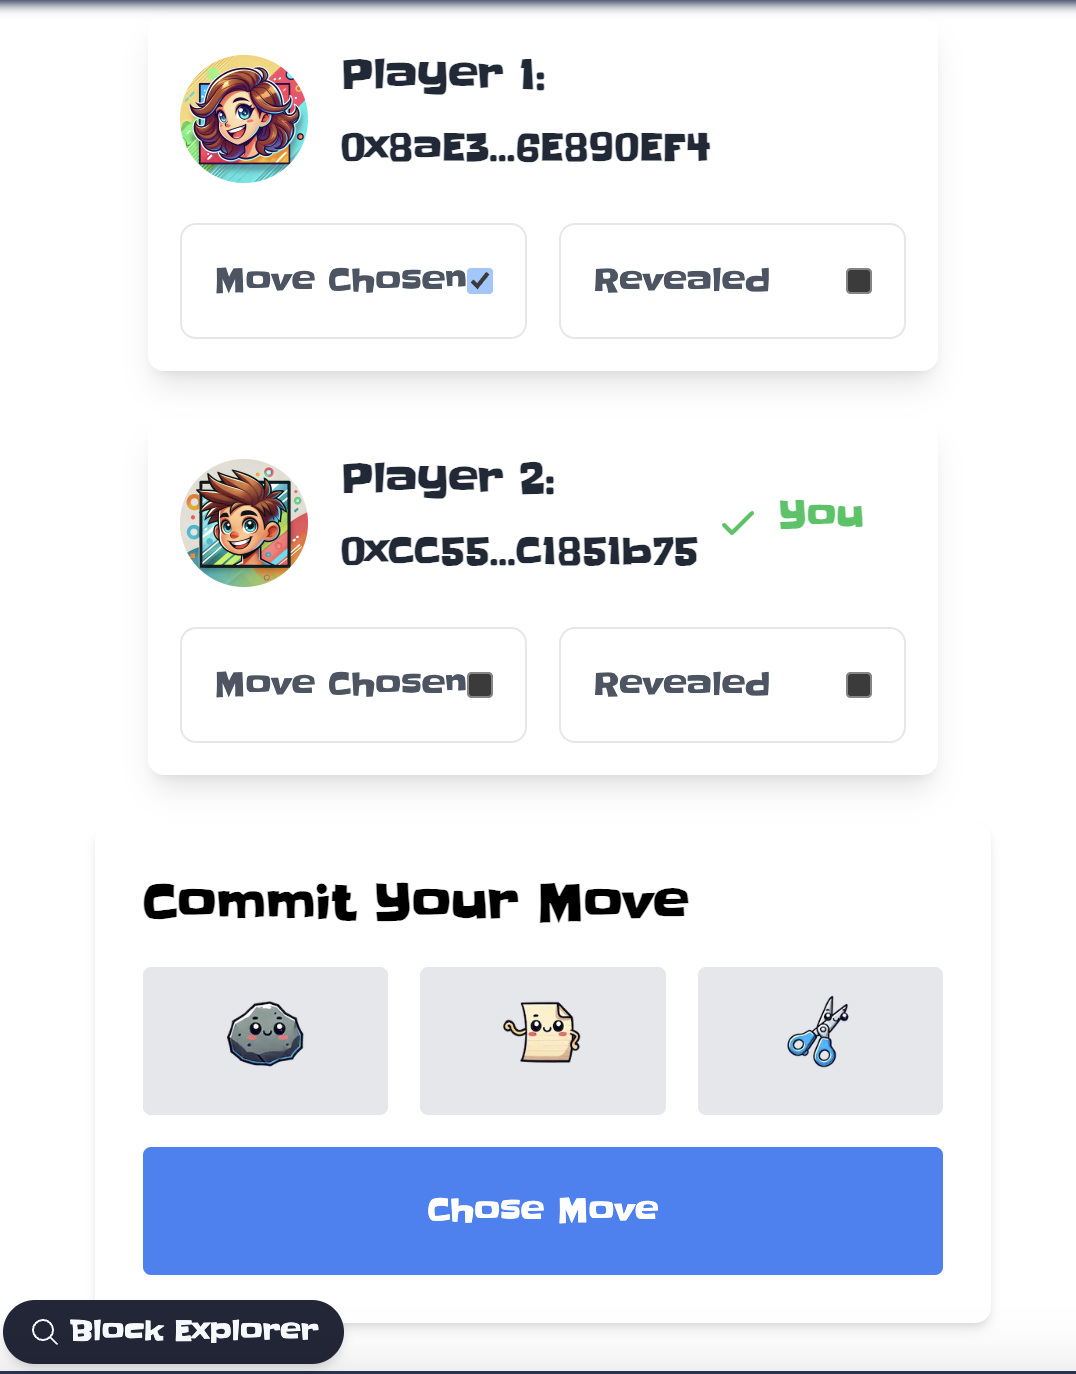 Player 1:
0x8aE3...6E890EF4
Move Chosen
Revealed
Player 2:
0xCC55...C1851b75
You
Move Chosen
Revealed
Commit Your Move
Chose Move
Block Explorer